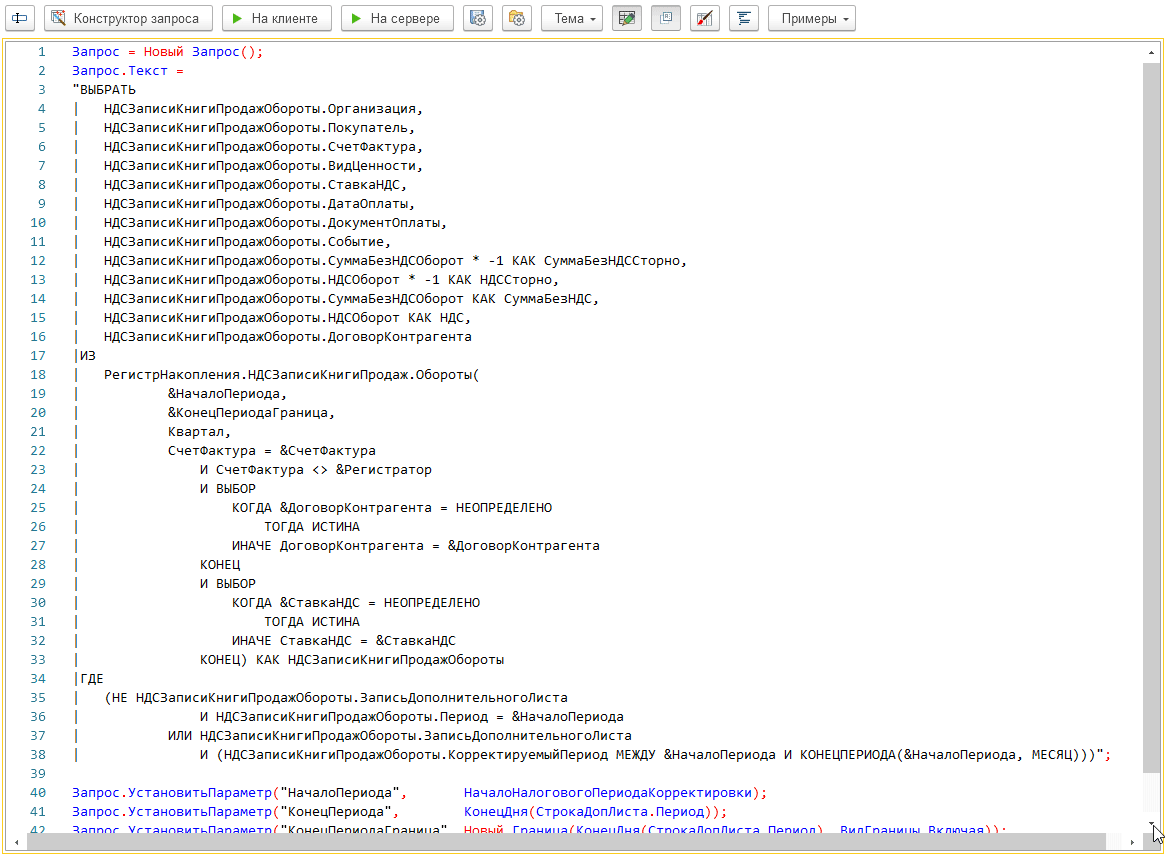 Конструктор запроса На клиенте На сервере Тема Примеры
1 Запрос = Новый Запрос();
2 Запрос.Текст =
3 "ВЫБРАТЬ
4 | НДСЗаписиКнигиПродажОбороты.Организация,
5 | НДСЗаписиКнигиПродажОбороты.Покупатель,
6 | НДСЗаписиКнигиПродажОбороты.СчетФактура,
7 | НДСЗаписиКнигиПродажОбороты.ВидЦенности,
8 | НДСЗаписиКнигиПродажОбороты.СтавкаНДС,
9 | НДСЗаписиКнигиПродажОбороты.ДатаОплаты,
10 | НДСЗаписиКнигиПродажОбороты.ДокументОплаты,
11 | НДСЗаписиКнигиПродажОбороты.Событие,
12 | НДСЗаписиКнигиПродажОбороты.СуммаБезНДСОборот * -1 КАК СуммаБезНДССторно,
13 | НДСЗаписиКнигиПродажОбороты.НДСОборот * -1 КАК НДССторно,
14 | НДСЗаписиКнигиПродажОбороты.СуммаБезНДСОборот КАК СуммаБезНДС,
15 | НДСЗаписиКнигиПродажОбороты.НДСОборот КАК НДС,
16 | НДСЗаписиКнигиПродажОбороты.ДоговорКонтрагента
17 |ИЗ
18 | РегистрНакопления.НДСЗаписиКнигиПродаж.Обороты(
19 | &НачалоПериода,
20 | &КонецПериодаГраница,
21 | Квартал,
22 | СчетФактура = &СчетФактура
23 | И СчетФактура <> &Регистратор
24 | И ВЫБОР
25 | КОГДА &ДоговорКонтрагента = НЕОПРЕДЕЛЕНО
26 | ТОГДА ИСТИНА
27 | ИНАЧЕ ДоговорКонтрагента = &ДоговорКонтрагента
28 | КОНЕЦ
29 | И ВЫБОР
30 | КОГДА &СтавкаНДС = НЕОПРЕДЕЛЕНО
31 | ТОГДА ИСТИНА
32 | ИНАЧЕ СтавкаНДС = &СтавкаНДС
33 | КОНЕЦ) КАК НДСЗаписиКнигиПродажОбороты
34 |ГДЕ
35 | (НЕ НДСЗаписиКнигиПродажОбороты.ЗаписьДополнительногоЛиста
36 | И НДСЗаписиКнигиПродажОбороты.Период = &НачалоПериода
37 | ИЛИ НДСЗаписиКнигиПродажОбороты.ЗаписьДополнительногоЛиста
38 | И (НДСЗаписиКнигиПродажОбороты.КорректируемыйПериод МЕЖДУ &НачалоПериода И КОНЕЦПЕРИОДА(&НачалоПериода, МЕСЯЦ)))";
39
40 Запрос.УстановитьПараметр("НачалоПериода", НачалоНалоговогоПериодаКорректировки);
41 Запрос.УстановитьПараметр("КонецПериода", КонецДня(СтрокаДопЛиста.Период));
42 Запрос.УстановитьПараметр("КонецПериодаГраница", Новый Граница(КонецДня(СтрокаДопЛиста.Период), ВидГраницы.Включая));